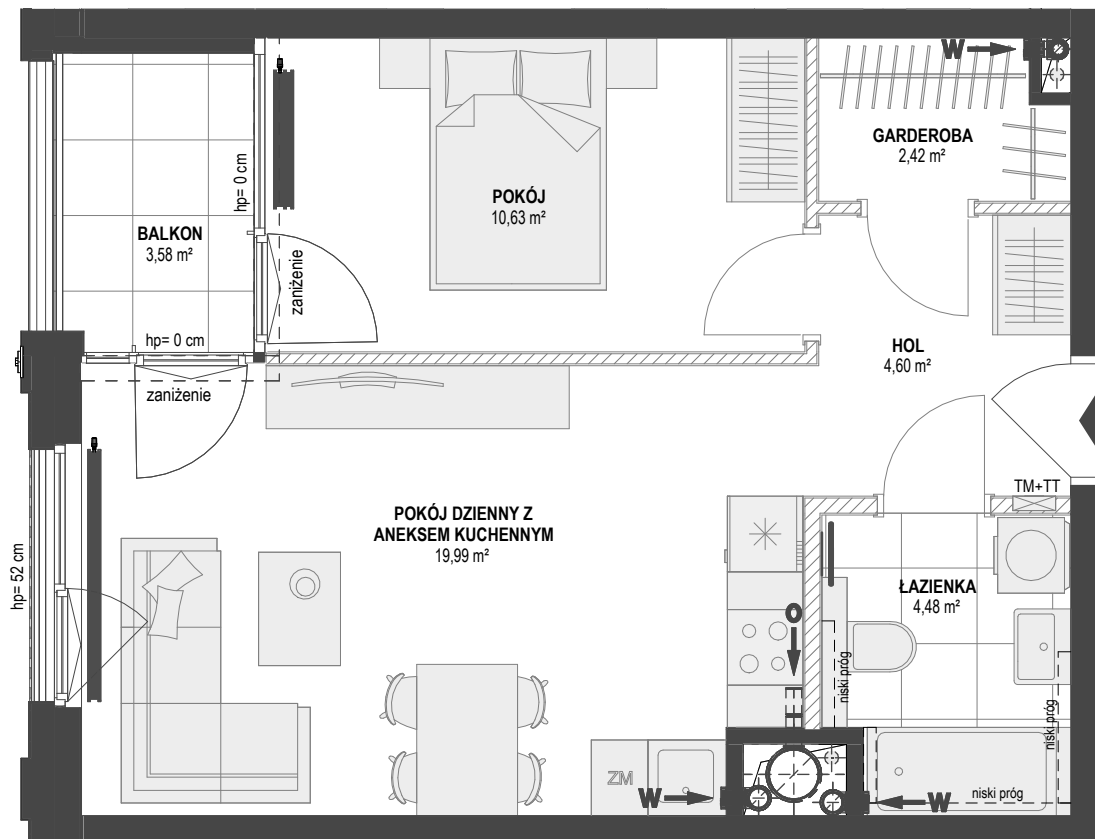 W
GARDEROBA
2,42 m²
POKÓJ
10,63 m²
hp= 0 cm
BALKON
3,58 m²
zaniżenie
hp= 0 cm
zaniżenie
HOL
4,60 m²
TM+TT
POKÓJ DZIENNY Z
ANEKSEM KUCHENNYM
19,99 m²
hp= 52 cm
ŁAZIENKA
4,48 m²
O
niski próg
niski próg
niski próg
ZM
W
W